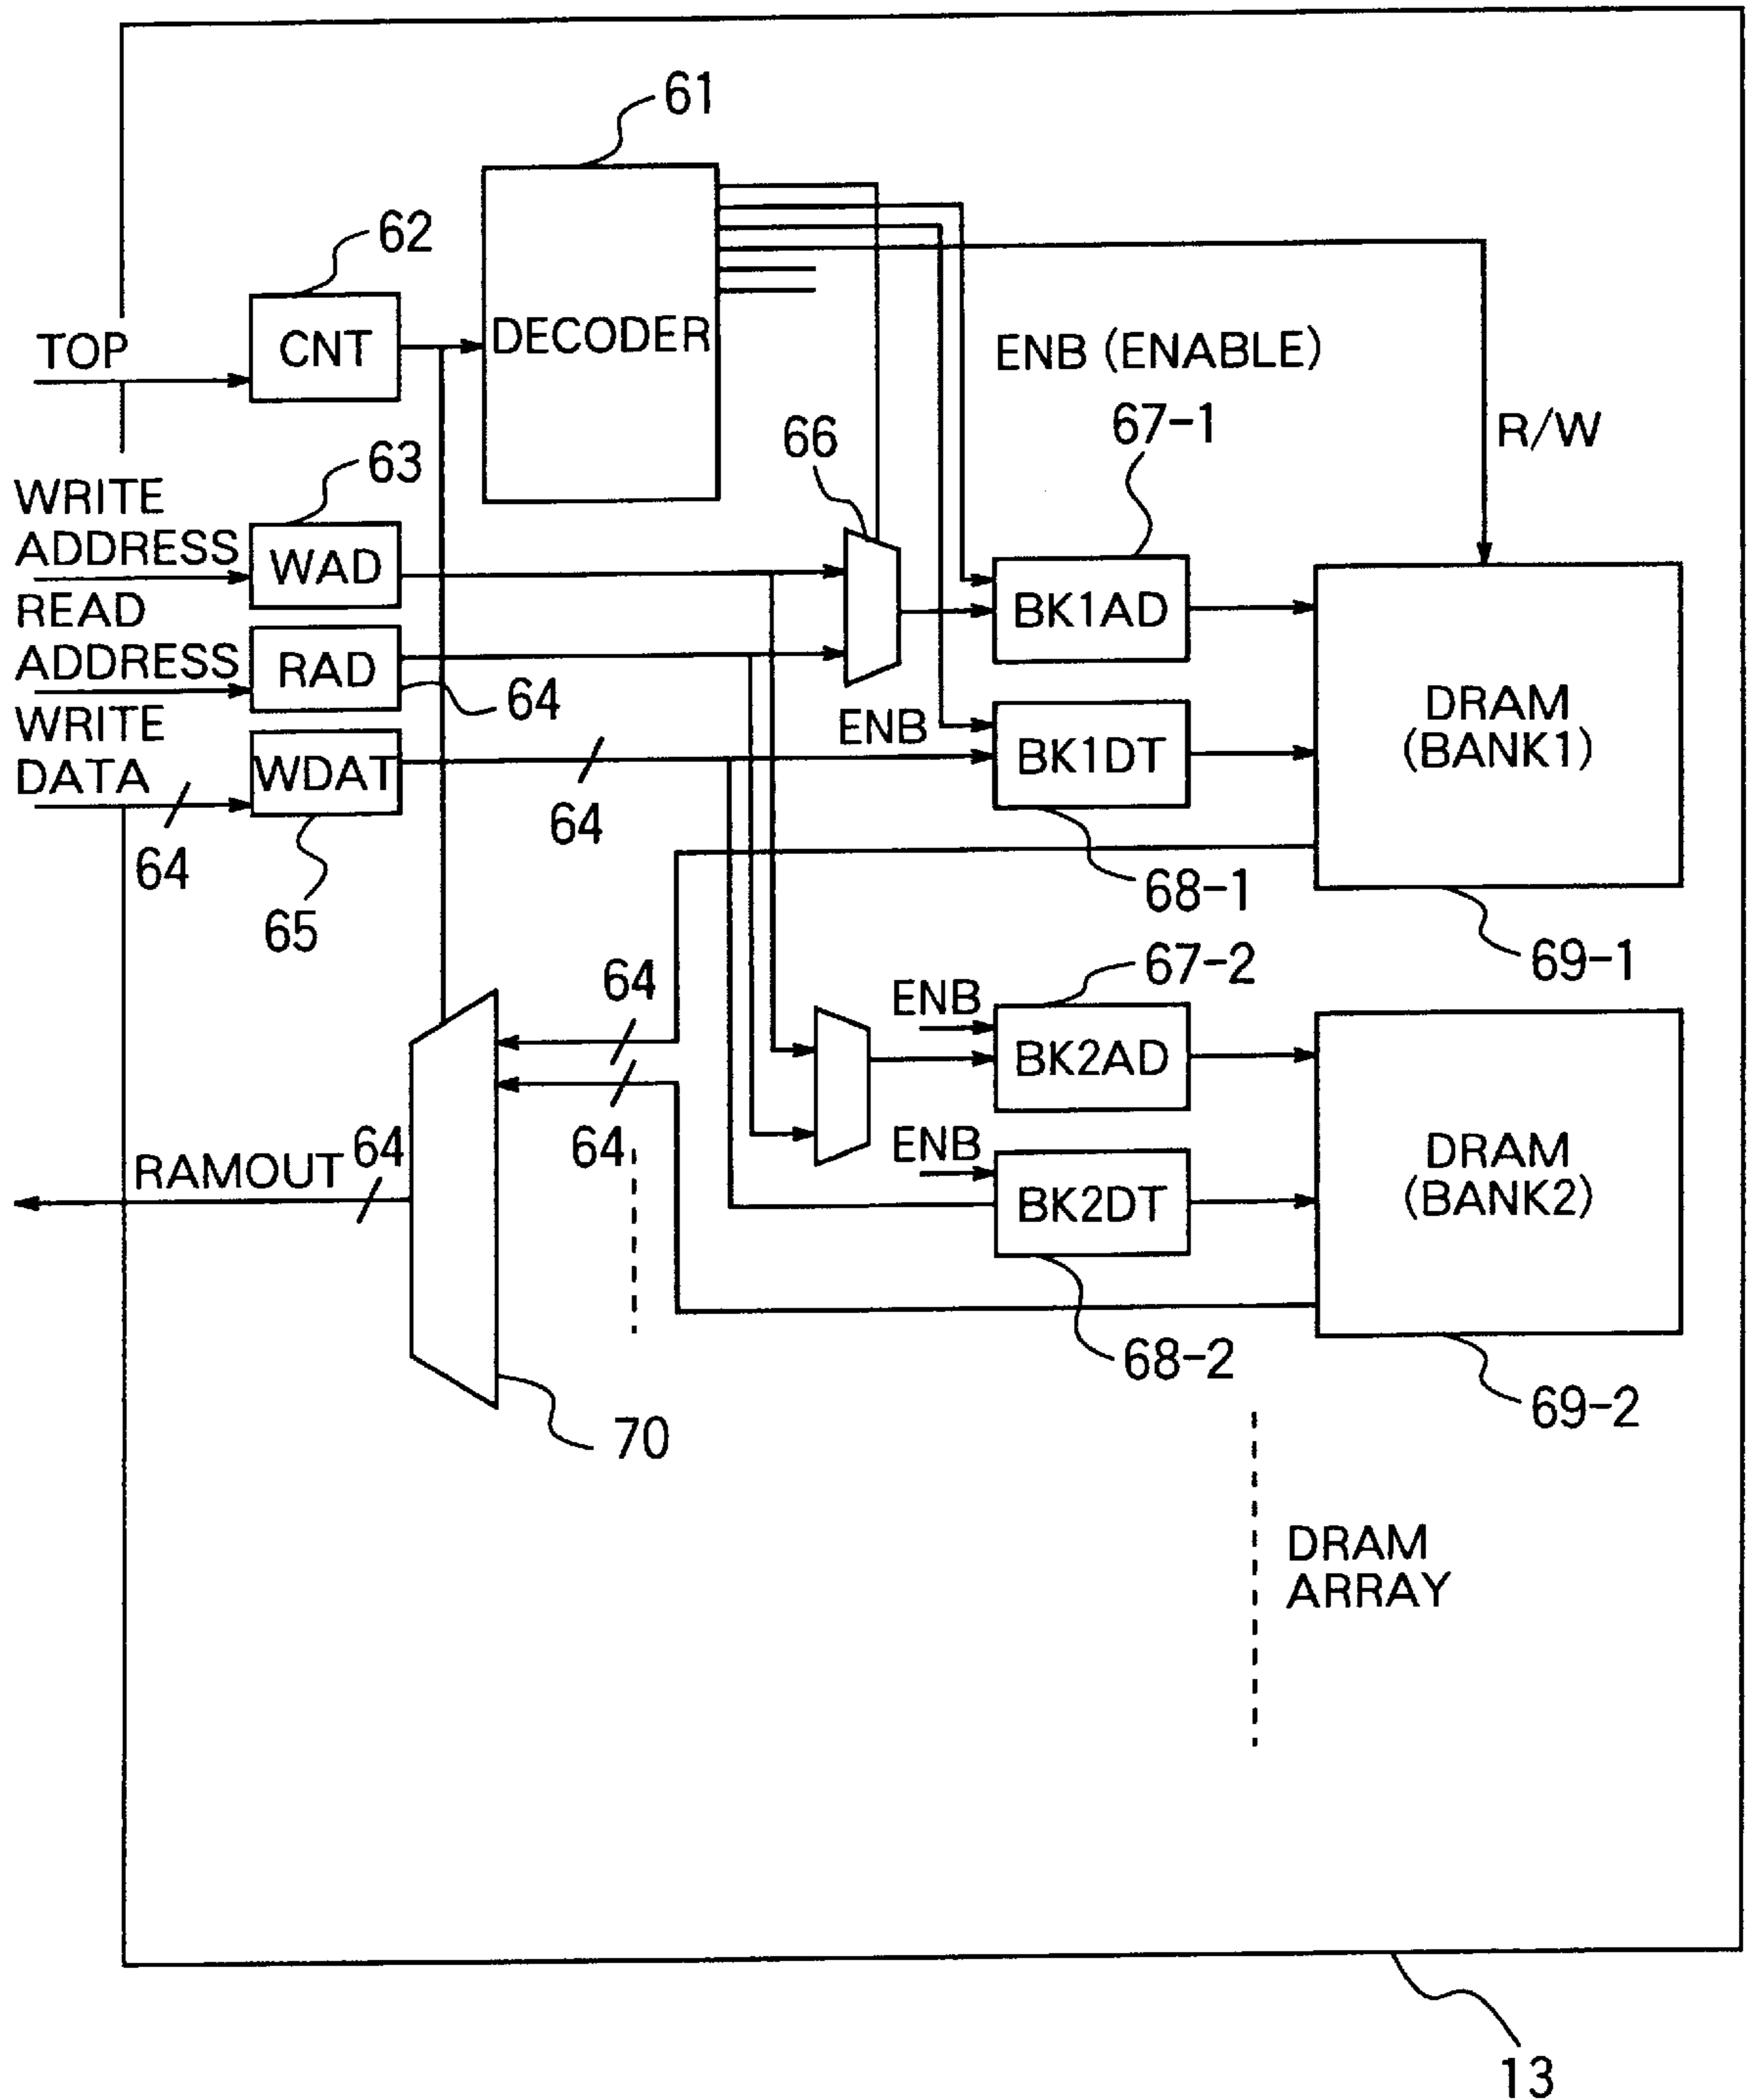 61
62
TOP
CNT
DECODER
ENB (ENABLE)
67-1
R/W
66
63
WRITE
ADDRESS
WAD
READ
ADDRESS
RAD
64
BK1AD
WRITE
DATA
WDAT
64
65
64
ENB
BK1DT
68-1
DRAM
(BANK1)
69-1
67-2
64
ENB
BK2AD
64
ENB
BK2DT
DRAM
(BANK2)
RAMOUT
64
68-2
69-2
70
DRAM
ARRAY
13